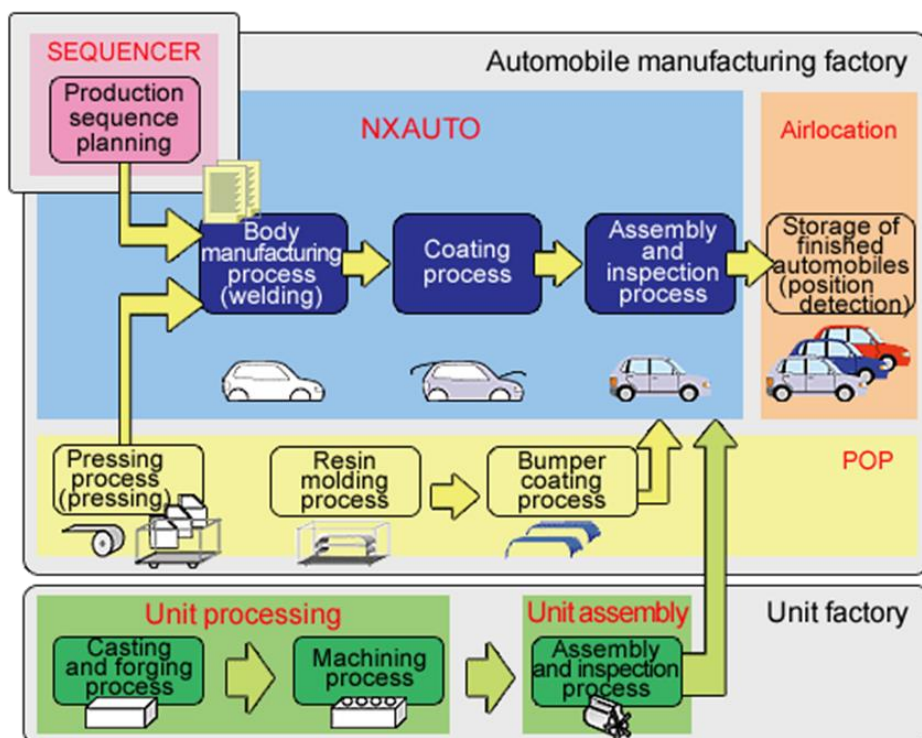 SEQUENCER
Production
sequence
planning
Automobile manufacturing factory
NXAUTO
Airlocation
Body
manufacturing
process
(welding)
Coating
process
Assembly
and
inspection
process
Storage of
finished
automobiles
(position
detection)
POP
Pressing
process
(pressing)
Resin
molding
process
Bumper
coating
process
Unit processing
Unit assembly
Unit factory
Casting
and forging
process
Machining
process
Assembly
and inspection
process